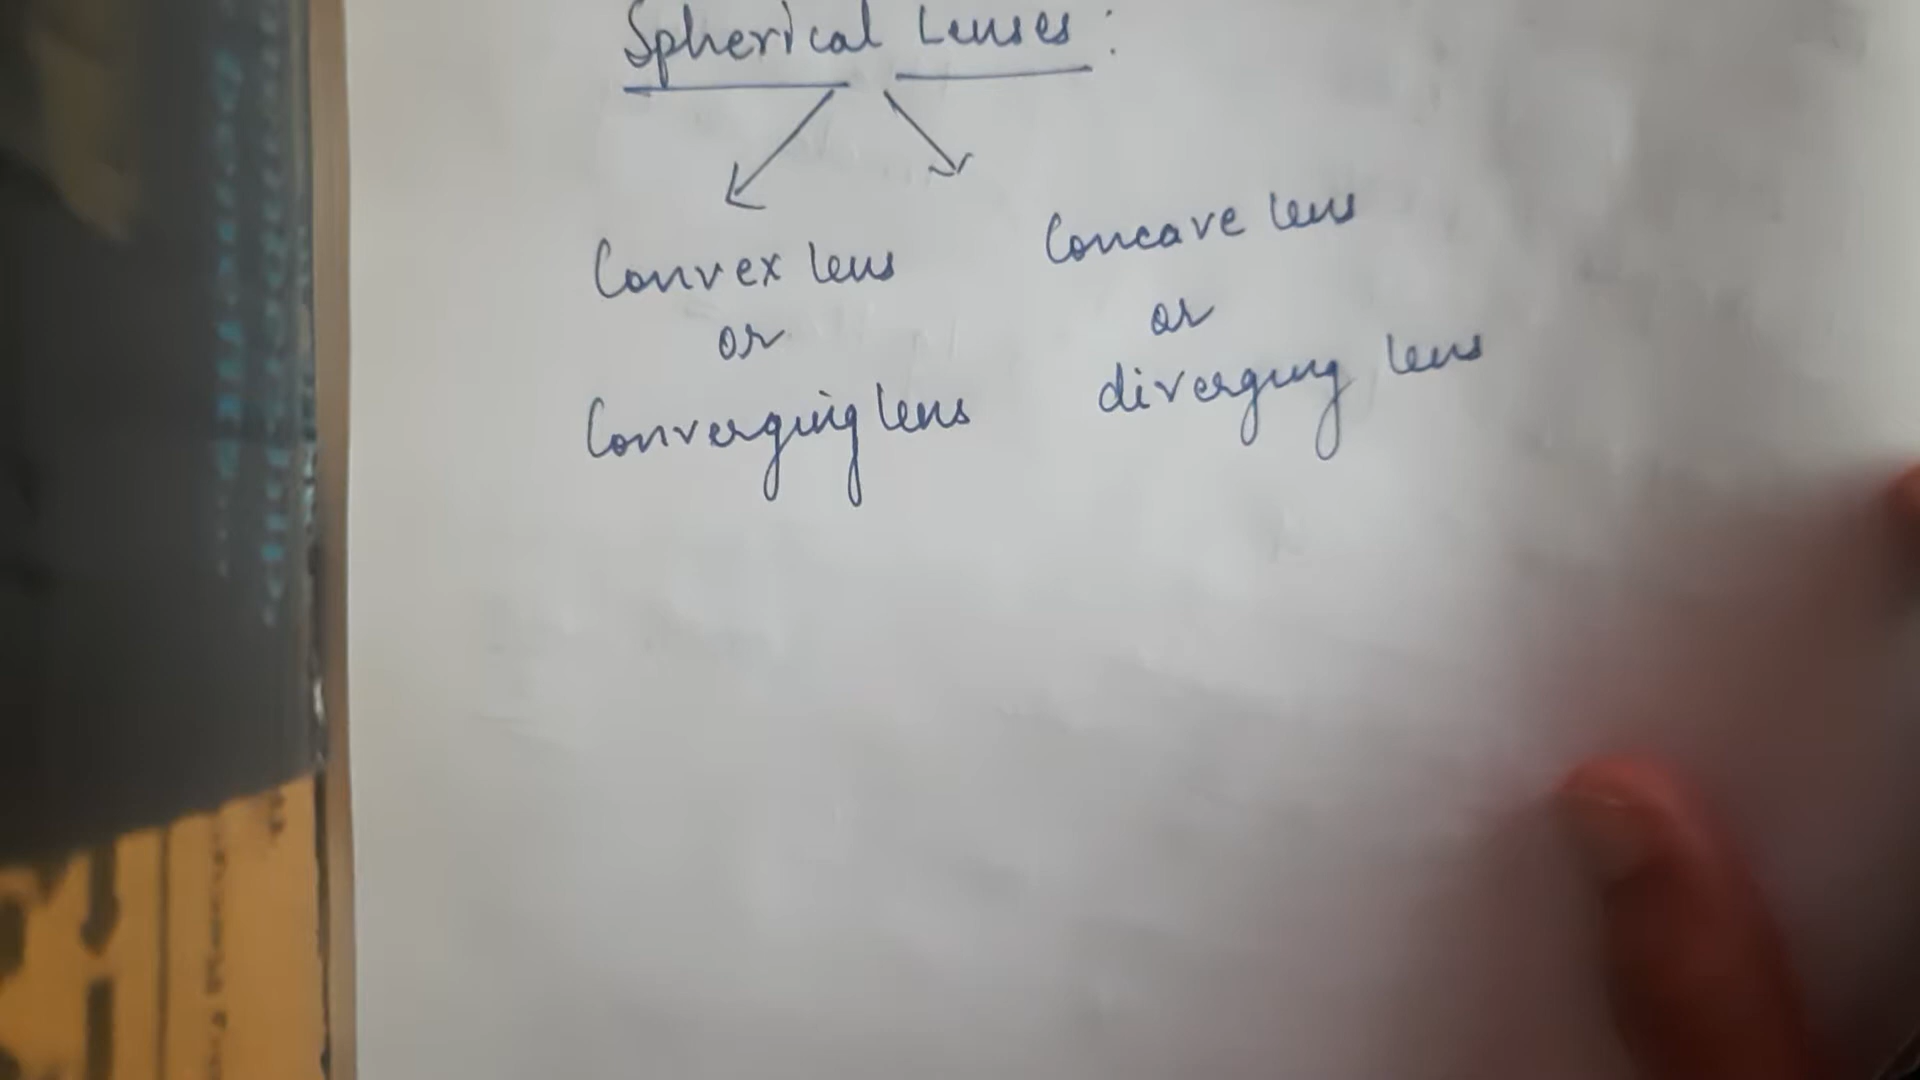 Spherical Lenses :
Convex lens
or
Converging lens
Concave lens
or
diverging lens